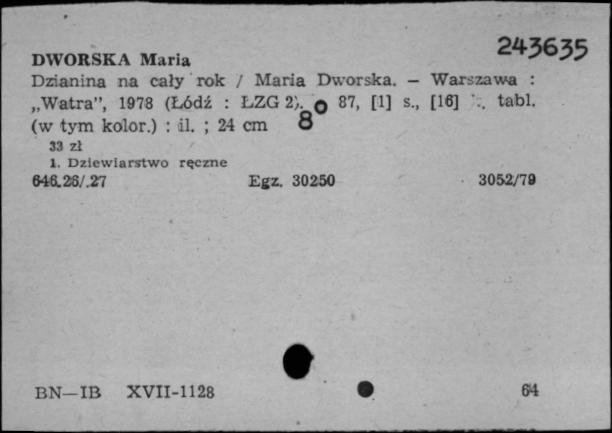 243635
DWORSKA Maria
Dzianina na cały rok / Maria Dworska. — Warszawa :
„Watra”, 1978 (Łódź : ŁZG 2). 87, [1] s., [16] s. tabl.
(w tym kolor.) : il. ; 24 cm 8º
33 zł
1. Dziewiarstwo ręczne
646.26/.27 Egz. 30250 3052/79
BN—IB XVII-1128 64